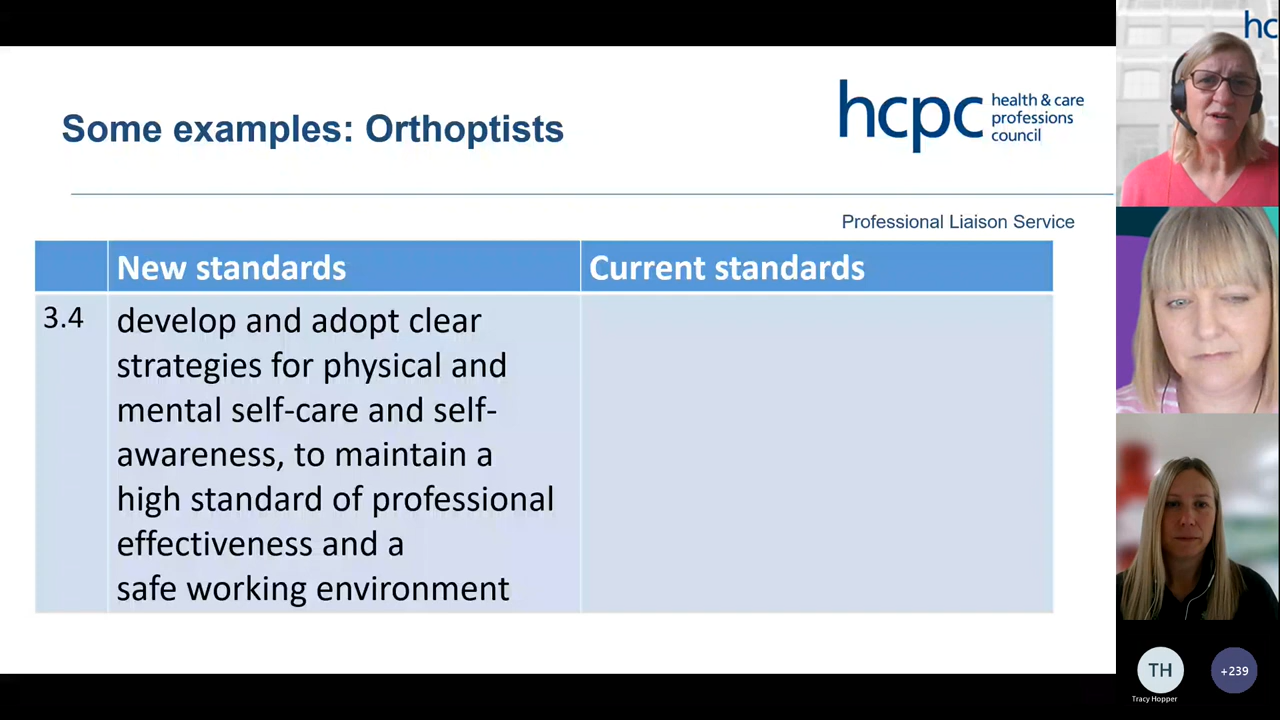 Some examples: Orthoptists
hcpc
health & care
professions
council
Professional Liaison Service
New standards
Current standards
3.4
develop and adopt clear
strategies for physical and
mental self-care and self-
awareness, to maintain a
high standard of professional
effectiveness and a
safe working environment
hc
TH
Tracy Hopper
+239